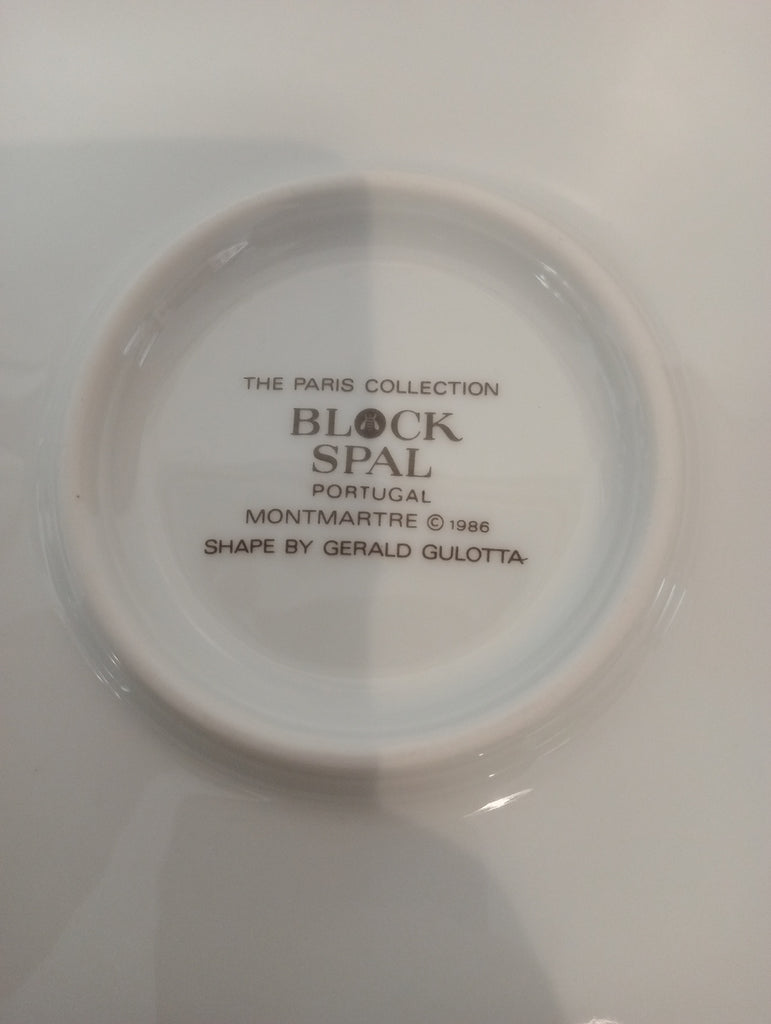 THE PARIS COLLECTION
BLOCK
SPAL
PORTUGAL
MONTMARTRE © 1986
SHAPE BY GERALD GULOTTA